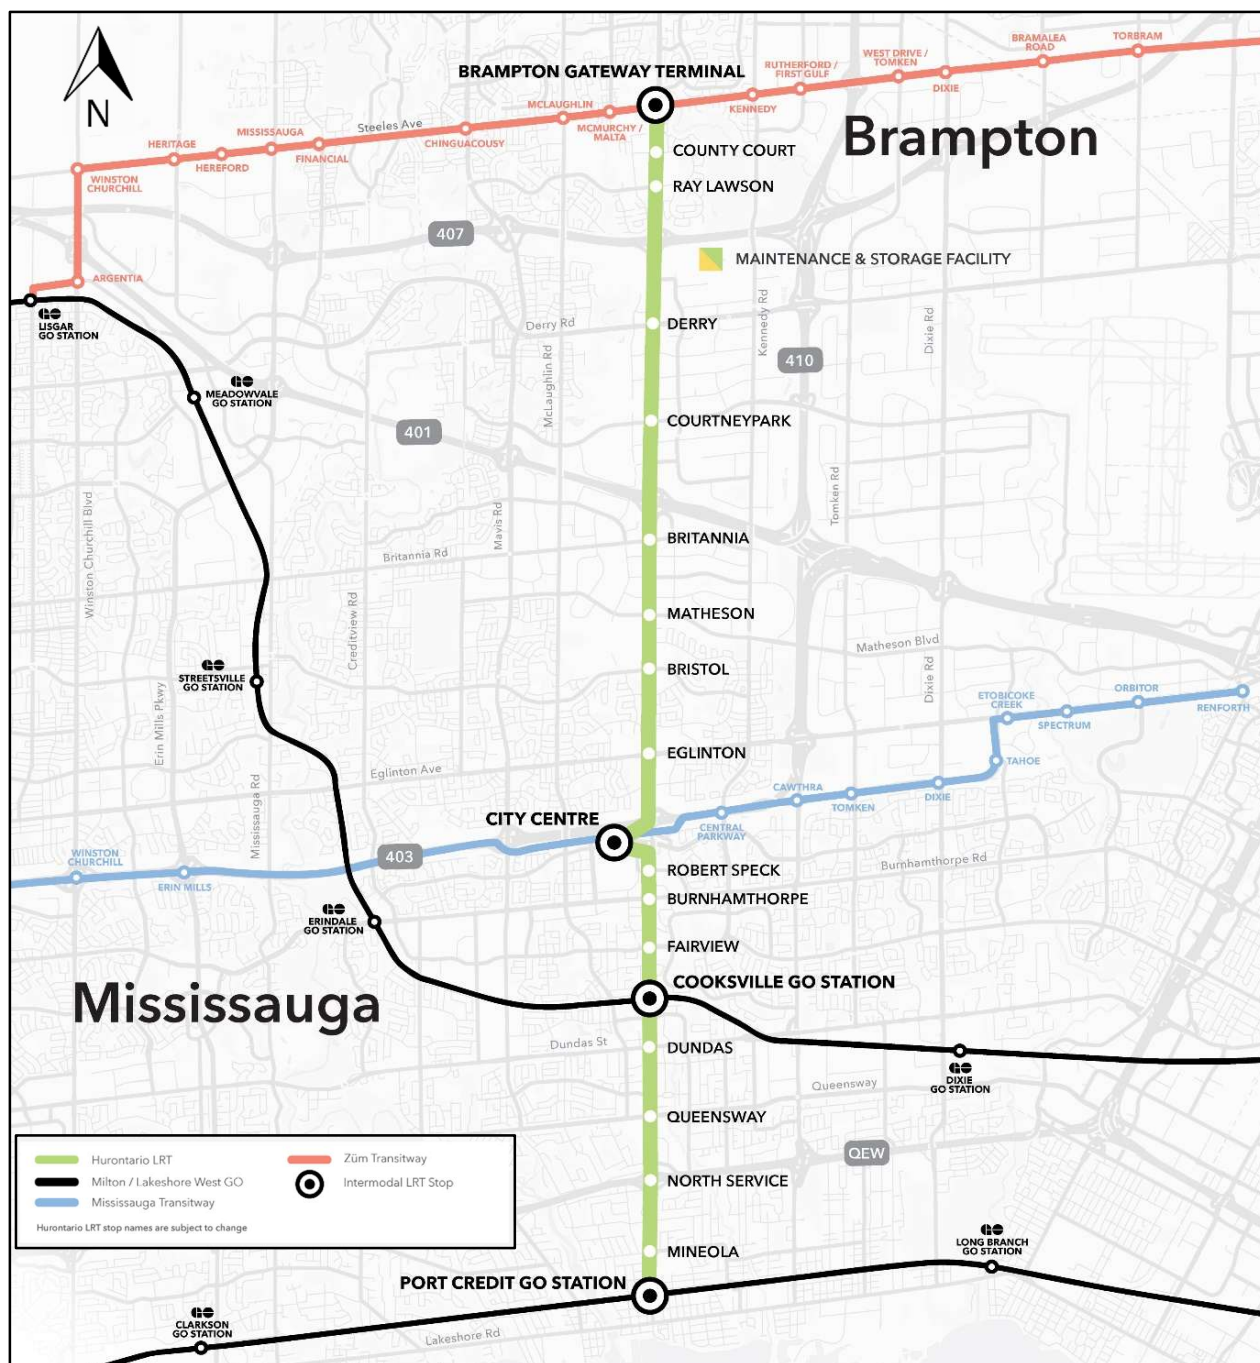 BRAMALEA
ROAD
TORBRAM
WEST DRIVE /
TOMKEN
RUTHERFORD /
FIRST GULF
BRAMPTON GATEWAY TERMINAL
DIXIE
KENNEDY
MCLAUGHLIN
MCMURCHY /
MALTA
N
Steeles Ave
MISSISSAUGA
CHINGUACOUSY
HERITAGE
FINANCIAL
HEREFORD
WINSTON
CHURCHILL
Brampton
COUNTY COURT
RAY LAWSON
407
MAINTENANCE & STORAGE FACILITY
ARGENTIA
GO
LISGAR
GO STATION
Derry Rd
DERRY
Kennedy Rd
Dixie Rd
410
McLaughlin Rd
GO
MEADOWVALE
GO STATION
401
COURTNEYPARK
Tomken Rd
Winston Churchill Blvd
Mavis Rd
BRITANNIA
Britannia Rd
Creditview Rd
MATHESON
Matheson Blvd
GO
STREETSVILLE
GO STATION
BRISTOL
Dixie Rd
Erin Mills Pkwy
ETOBICOKE
CREEK
ORBITOR
SPECTRUM
RENFORTH
EGLINTON
TAHOE
Eglinton Ave
Mississauga Rd
CAWTHRA
TOMKEN
DIXIE
CITY CENTRE
CENTRAL
PARKWAY
WINSTON
CHURCHILL
403
ERIN MILLS
ROBERT SPECK
Burnhamthorpe Rd
BURNHAMTHORPE
GO
ERINDALE
GO STATION
FAIRVIEW
COOKSVILLE GO STATION
Mississauga
Dundas St
DUNDAS
GO
DIXIE
GO STATION
Queensway
QUEENSWAY
QEW
NORTH SERVICE
Hurontario LRT
Züm Transitway
Milton / Lakeshore West GO
Intermodal LRT Stop
Mississauga Transitway
Hurontario LRT stop names are subject to change
GO
LONG BRANCH
GO STATION
MINEOLA
PORT CREDIT GO STATION
GO
CLARKSON
GO STATION
Lakeshore Rd